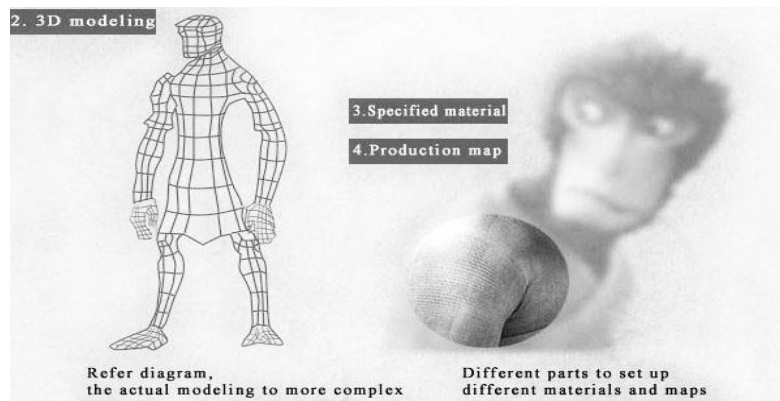 2. 3D modeling
3.Specified material
4.Production map
Refer diagram,
the actual modeling to more complex
Different parts to set up
different materials and maps